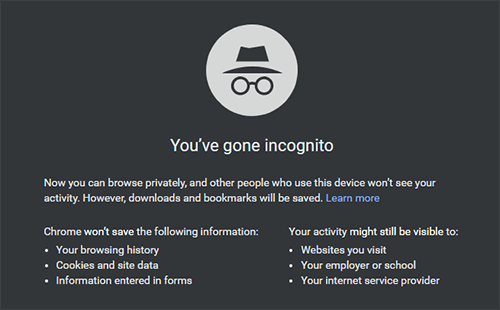 You've gone incognito
Now you can browse privately, and other people who use this device won't see your
activity. However, downloads and bookmarks will be saved. Learn more
Chrome won't save the following information:
• Your browsing history
• Cookies and site data
• Information entered in forms
Your activity might still be visible to:
• Websites you visit
• Your employer or school
• Your internet service provider